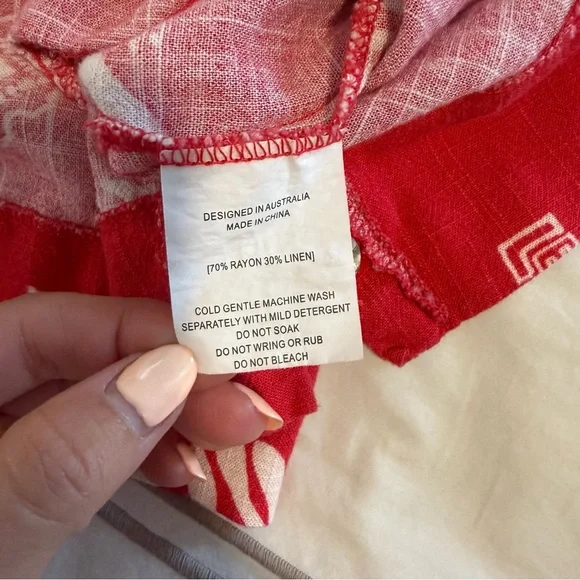 DESIGNED IN AUSTRALIA
MADE IN CHINA
[70% RAYON 30% LINEN]
COLD GENTLE MACHINE WASH
SEPARATELY WITH MILD DETERGENT
DO NOT SOAK
DO NOT WRING OR RUB
DO NOT BLEACH